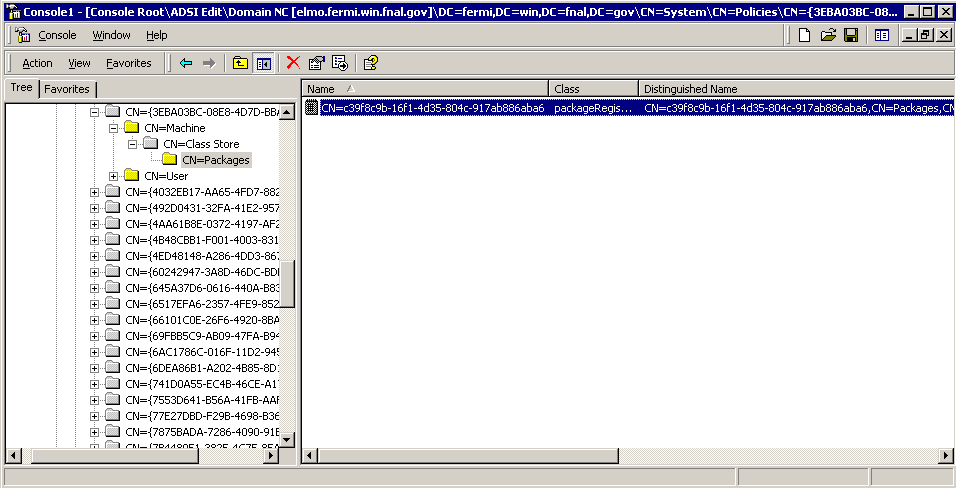 Console1 - [Console Root\ADSI Edit\Domain NC [elmo.fermi.win.fnal.gov]\DC=fermi,DC=win,DC=fnal,DC=gov\CN=System\CN=Policies\CN={3EBA03BC-08...
Console Window Help
Action View Favorites
Tree Favorites
Name Class Distinguished Name
CN=c39f8c9b-16f1-4d35-804c-917ab886aba6 packageRegis... CN=c39f8c9b-16f1-4d35-804c-917ab886aba6,CN=Packages,CN
CN={3EBA03BC-08E8-4D7D-BBA
CN=Machine
CN=Class Store
CN=Packages
CN=User
CN={4032EB17-AA65-4FD7-882
CN={492D0431-32FA-41E2-957
CN={4AA61B8E-0372-4197-AF2
CN={4B48CBB1-F001-4003-831
CN={4ED48148-A286-4DD3-867
CN={60242947-3A8D-46DC-BDI
CN={645A37D6-0616-440A-B83
CN={6517EFA6-2357-4FE9-852
CN={66101C0E-26F6-4920-8BA
CN={69FBB5C9-AB09-47FA-B94
CN={6AC1786C-016F-11D2-945
CN={6DEA86B1-A202-4B85-8D1
CN={741D0A55-EC4B-46CE-A17
CN={7553D641-B56A-41FB-AAF
CN={77E27DBD-F29B-4698-B36
CN={7875BADA-7286-4090-91E